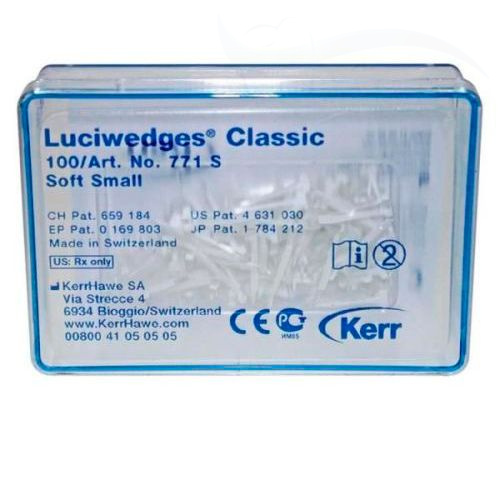 Luciwedges® Classic
100/Art. No. 771 S
Soft Small
CH Pat. 659 184 US Pat. 4 631 030
EP Pat. 0 169 803 JP Pat. 1 784 212
Made in Switzerland
US: Rx only
KerrHawe SA
Via Strecce 4
6934 Bioggio/Switzerland
www.KerrHawe.com
00800 41 05 05 05
CE
Kerr